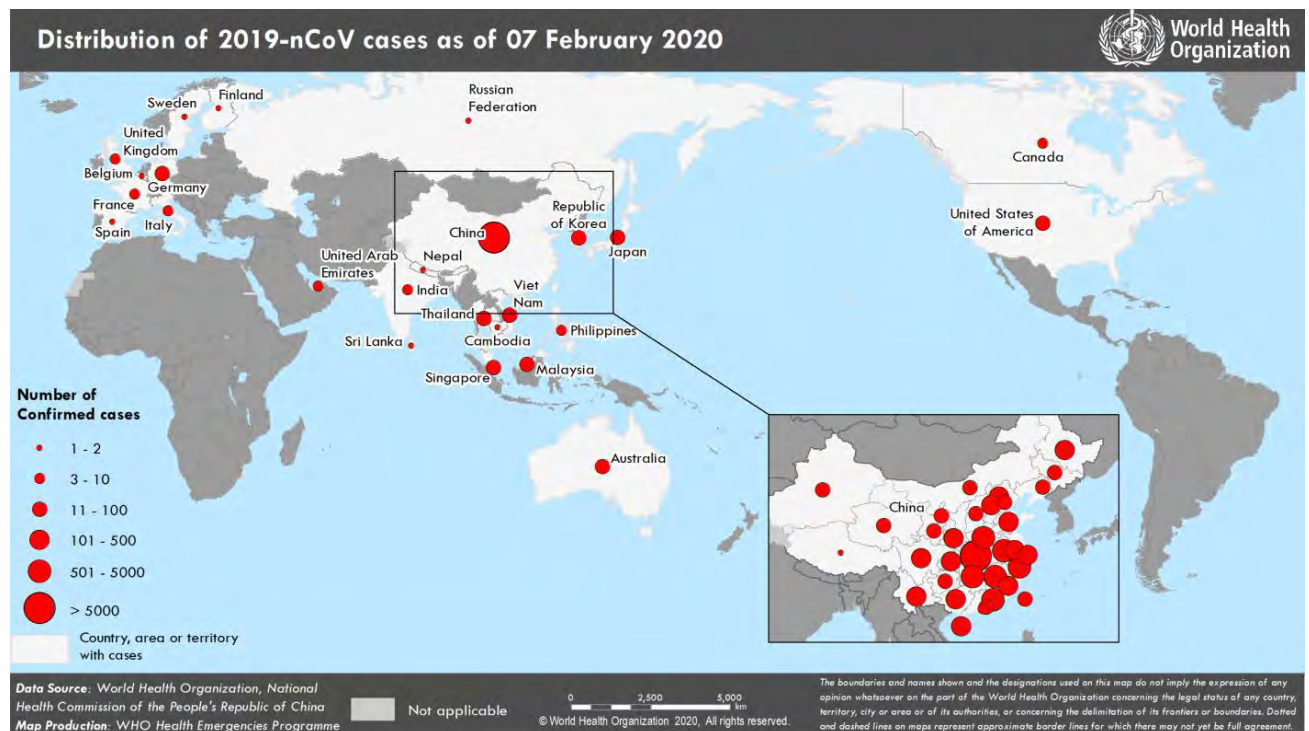 Distribution of 2019-nCoV cases as of 07 February 2020
World Health
Organization
Finland
Sweden
Russian
Federation
United
Kingdom
Canada
Belgium
Germany
France
Republic
of Korea
United States
of America
Spain
Italy
China
Japan
United Arab
Emirates
Nepal
India
Viet
Nam
Thailand
Philippines
Sri Lanka
Cambodia
Singapore
Malaysia
Number of
Confirmed cases
1 - 2
3 - 10
11 - 100
101 - 500
501 - 5000
> 5000
Country, area or territory
with cases
Australia
China
Data Source: World Health Organization, National
Health Commission of the People's Republic of China
Map Production: WHO Health Emergencies Programme
Not applicable
0 2,500 5,000
km
© World Health Organization 2020, All rights reserved.
The boundaries and names shown and the designations used on this map do not imply the expression of any
opinion whatsoever on the part of the World Health Organization concerning the legal status of any country,
territory, city or area or of its authorities, or concerning the delimitation of its frontiers or boundaries. Dotted
and dashed lines on maps represent approximate border lines for which there may not yet be full agreement.